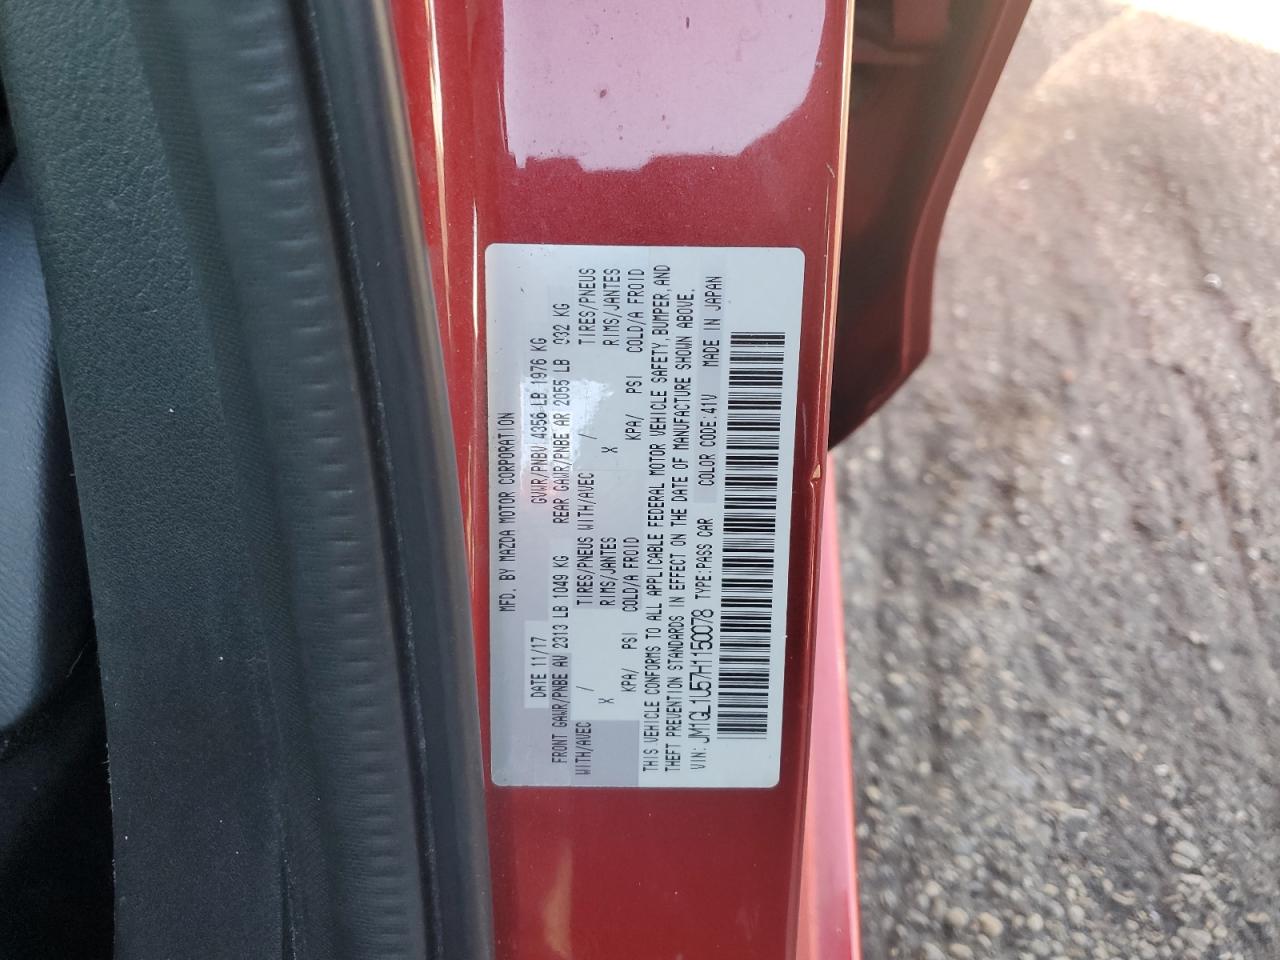 MFD. BY MAZDA MOTOR CORPORATION
DATE 11/17 GVWR/PNBV 4356 LB 1976 KG
FRONT GAWR/PNBE AV 2313 LB 1049 KG REAR GAWR/PNBE AR 2055 LB 932 KG
WITH/AVEC / TIRES/PNEUS WITH/AVEC / TIRES/PNEUS
X RIMS/JANTES X RIMS/JANTES
KPA/ PSI COLD/A FROID KPA/ PSI COLD/A FROID
THIS VEHICLE CONFORMS TO ALL APPLICABLE FEDERAL MOTOR VEHICLE SAFETY, BUMPER, AND
THEFT PREVENTION STANDARDS IN EFFECT ON THE DATE OF MANUFACTURE SHOWN ABOVE.
VIN: JM1GL1U57H1150078 TYPE:PASS CAR COLOR CODE:41V MADE IN JAPAN